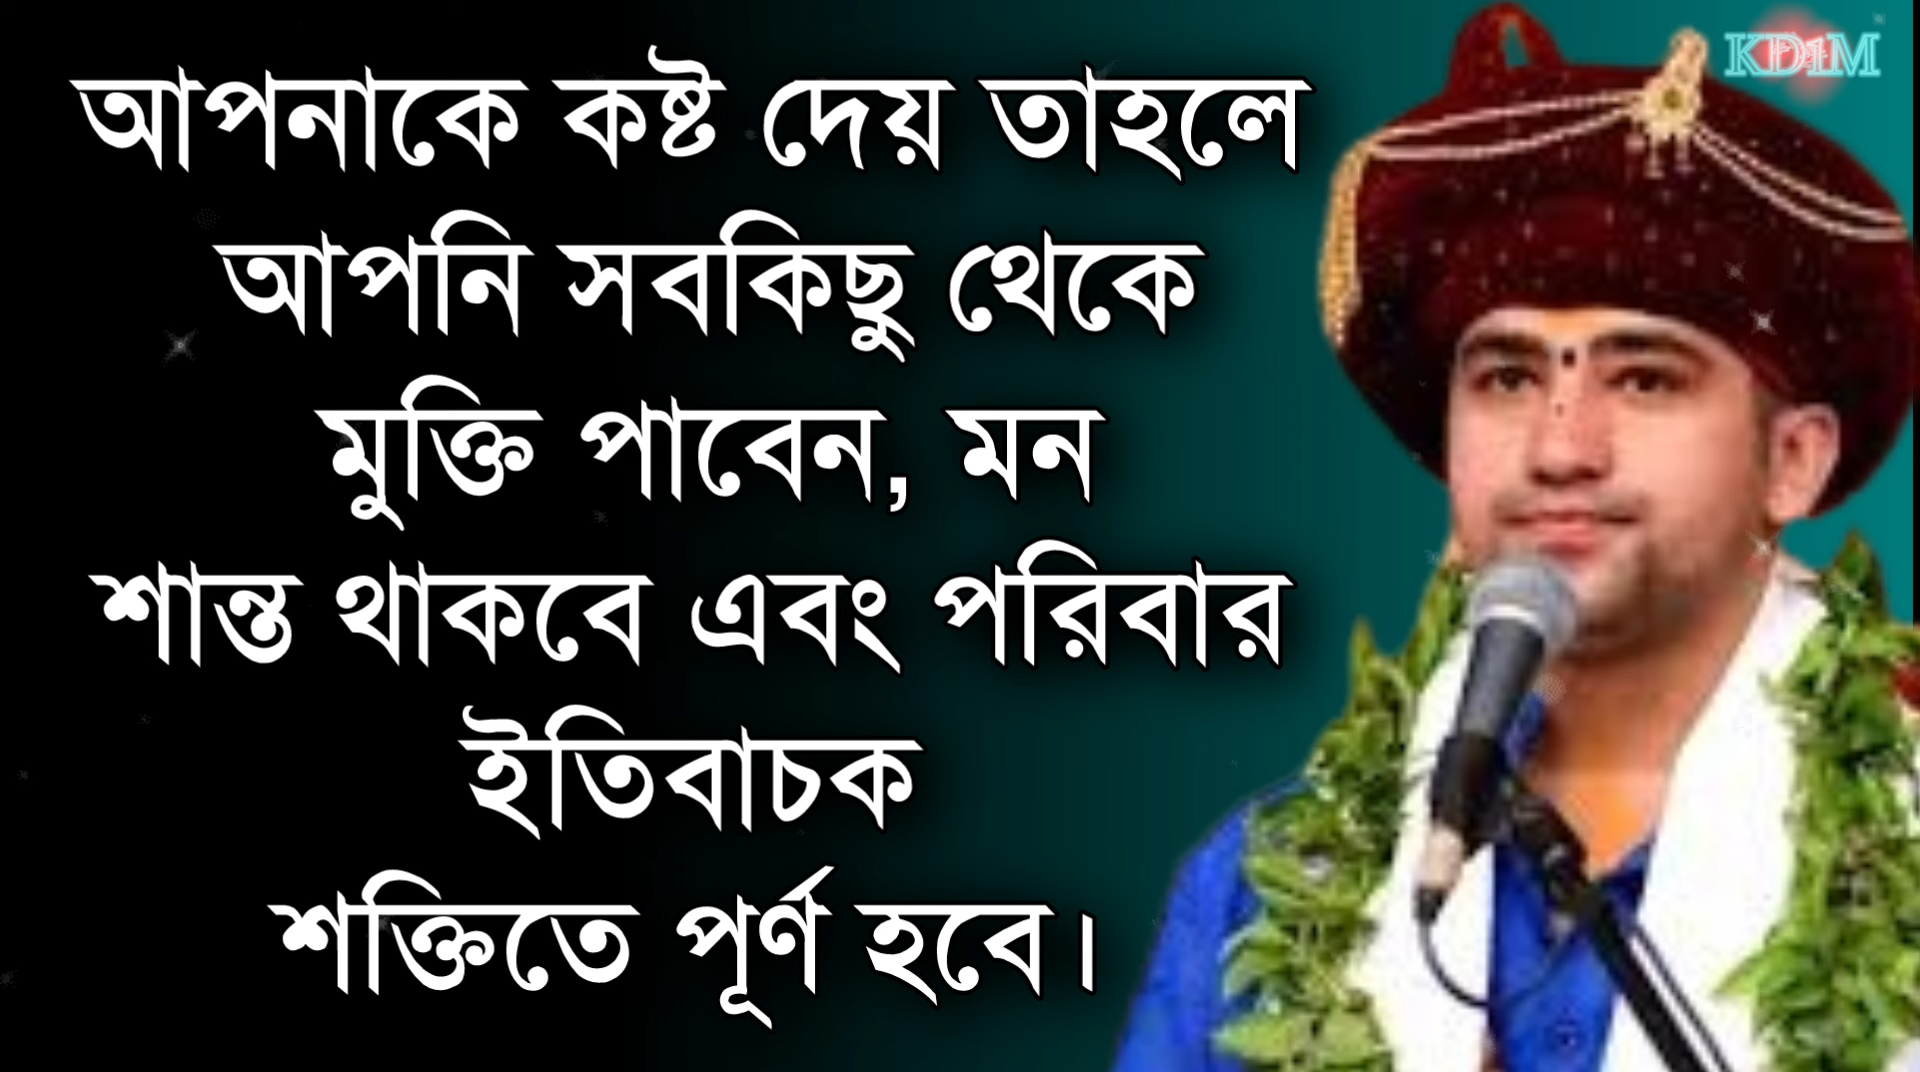 KD1M
আপনাকে কষ্ট দেয় তাহলে
আপনি সবকিছু থেকে
মুক্তি পাবেন, মন
শান্ত থাকবে এবং পরিবার
ইতিবাচক
শক্তিতে পূর্ণ হবে।